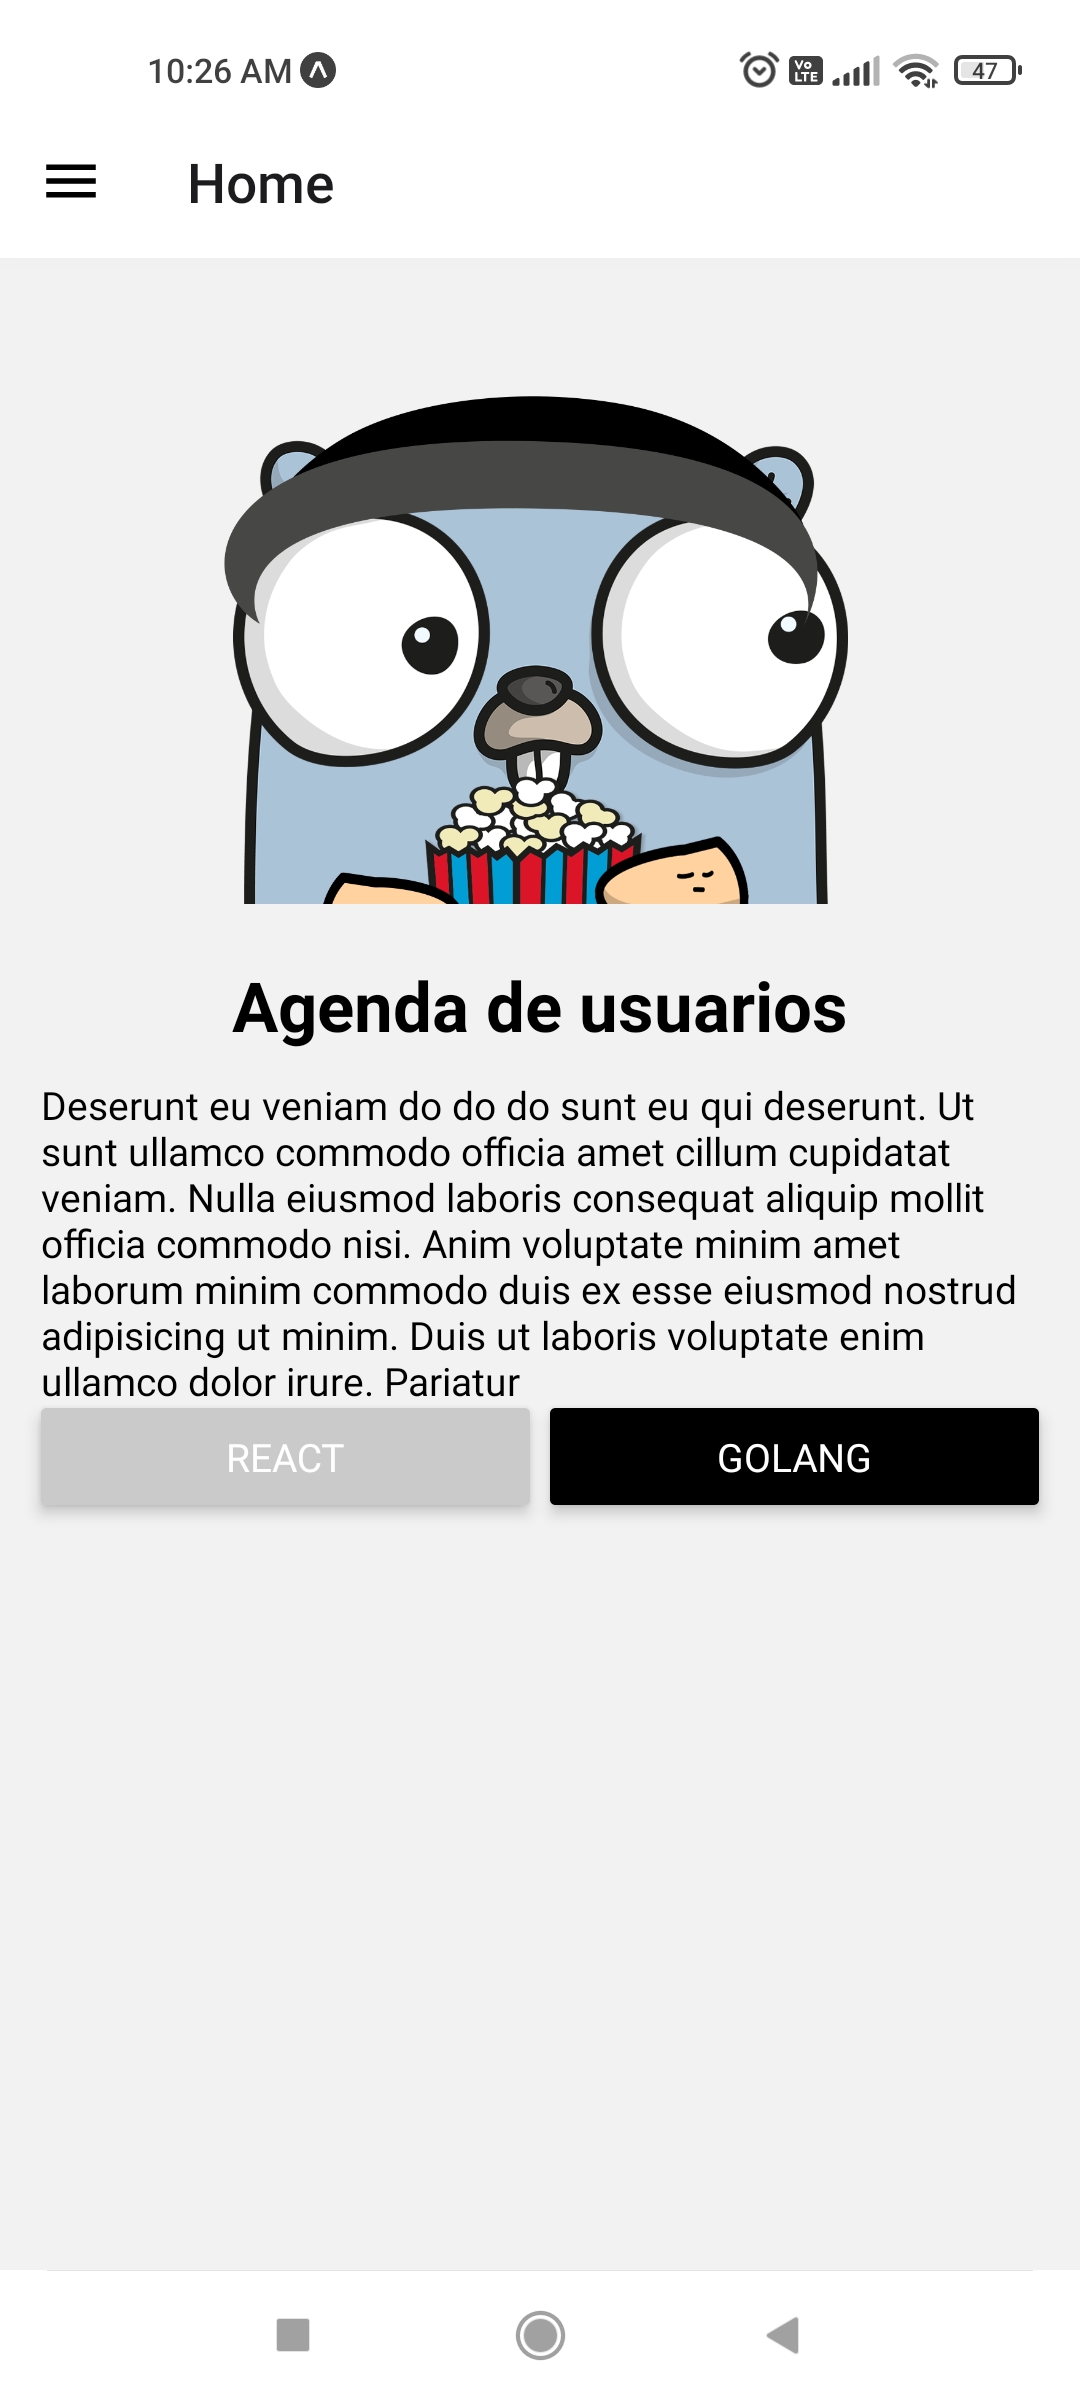 10:26 AM
Vo
LTE
47
Home
Agenda de usuarios
Deserunt eu veniam do do do sunt eu qui deserunt. Ut
sunt ullamco commodo officia amet cillum cupidatat
veniam. Nulla eiusmod laboris consequat aliquip mollit
officia commodo nisi. Anim voluptate minim amet
laborum minim commodo duis ex esse eiusmod nostrud
adipisicing ut minim. Duis ut laboris voluptate enim
ullamco dolor irure. Pariatur
REACT
GOLANG